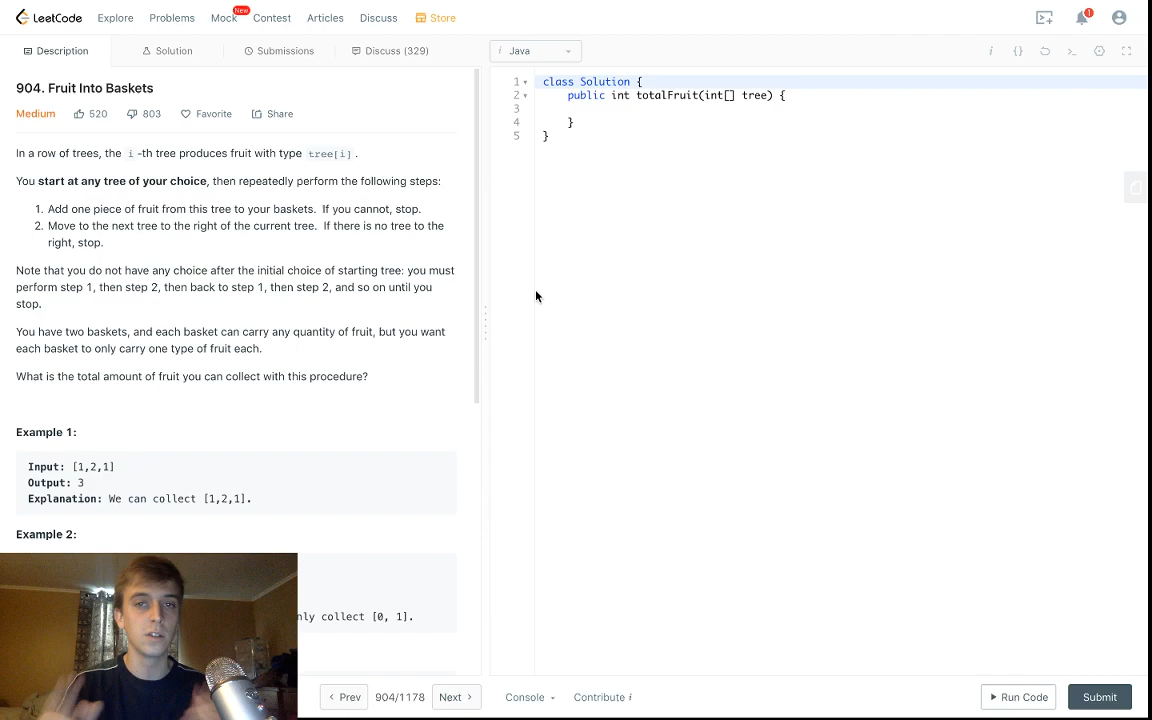 LeetCode Explore Problems Mock New Contest Articles Discuss Store 1
Description Solution Submissions Discuss (329)
i Java
i {} >_
904. Fruit Into Baskets
Medium 520 803 Favorite Share
In a row of trees, the i -th tree produces fruit with type tree[i] .
You start at any tree of your choice, then repeatedly perform the following steps:
1. Add one piece of fruit from this tree to your baskets. If you cannot, stop.
2. Move to the next tree to the right of the current tree. If there is no tree to the
right, stop.
Note that you do not have any choice after the initial choice of starting tree: you must
perform step 1, then step 2, then back to step 1, then step 2, and so on until you
stop.
You have two baskets, and each basket can carry any quantity of fruit, but you want
each basket to only carry one type of fruit each.
What is the total amount of fruit you can collect with this procedure?
Example 1:
Input: [1,2,1]
Output: 3
Explanation: We can collect [1,2,1].
Example 2:
nly collect [0, 1].
1 class Solution {
2 public int totalFruit(int[] tree) {
3
4 }
5 }
Prev 904/1178 Next
Console Contribute i
Run Code Submit